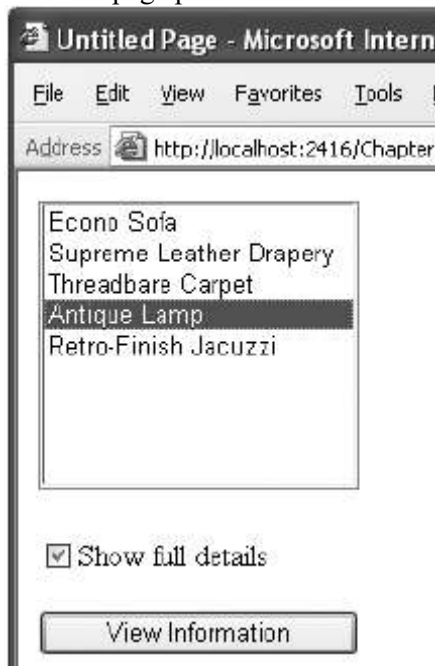 Untitled Page - Microsoft Intern
File Edit View Favorites Tools
Address http://localhost:2416/Chapter
Econo Sofa
Supreme Leather Drapery
Threadbare Carpet
Antique Lamp
Retro-Finish Jacuzzi
Show full details
View Information